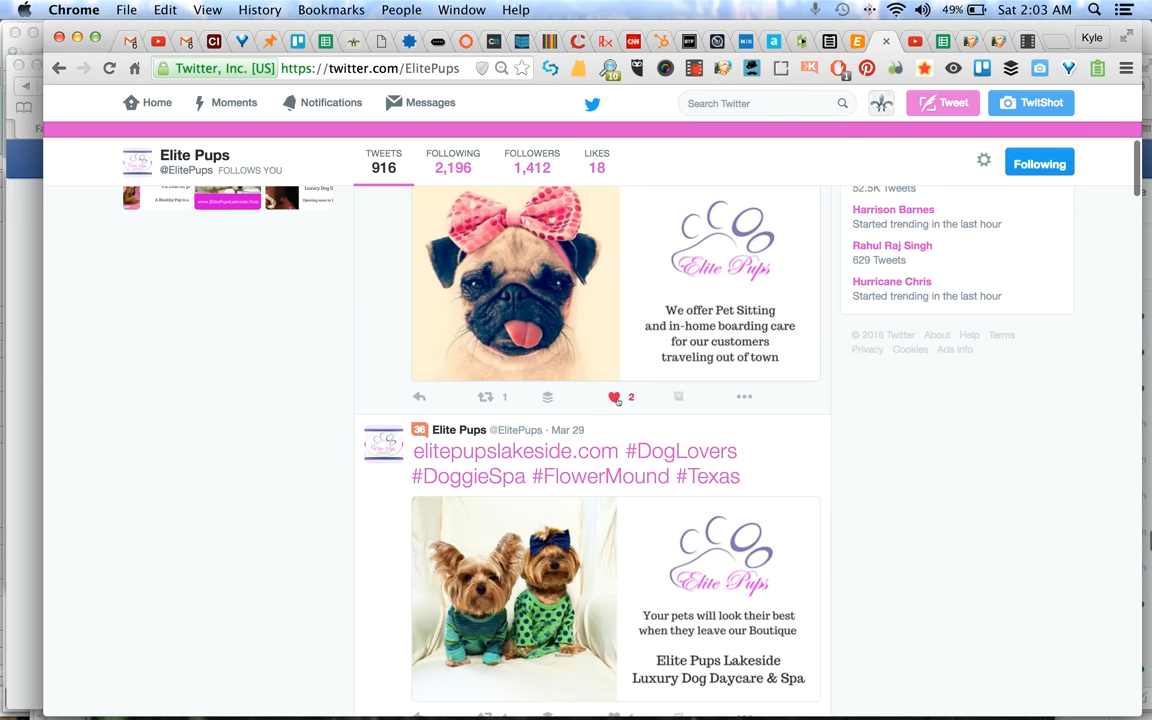 Chrome File Edit View History Bookmarks People Window Help 49% Sat 2:03 AM
Kyle
Twitter, Inc. [US] https://twitter.com/ElitePups
10
1
Home Moments Notifications Messages Search Twitter Tweet TwitShot
Elite Pups
@ElitePups FOLLOWS YOU
TWEETS FOLLOWING FOLLOWERS LIKES
916 2,196 1,412 18
Following
52.5K Tweets
Harrison Barnes
Started trending in the last hour
Rahul Raj Singh
629 Tweets
Hurricane Chris
Started trending in the last hour
© 2016 Twitter About Help Terms
Privacy Cookies Ads info
Elite Pups
We offer Pet Sitting
and in-home boarding care
for our customers
traveling out of town
1 2
36 Elite Pups @ElitePups · Mar 29
elitepupslakeside.com #DogLovers
#DoggieSpa #FlowerMound #Texas
Elite Pups
Your pets will look their best
when they leave our Boutique
Elite Pups Lakeside
Luxury Dog Daycare & Spa